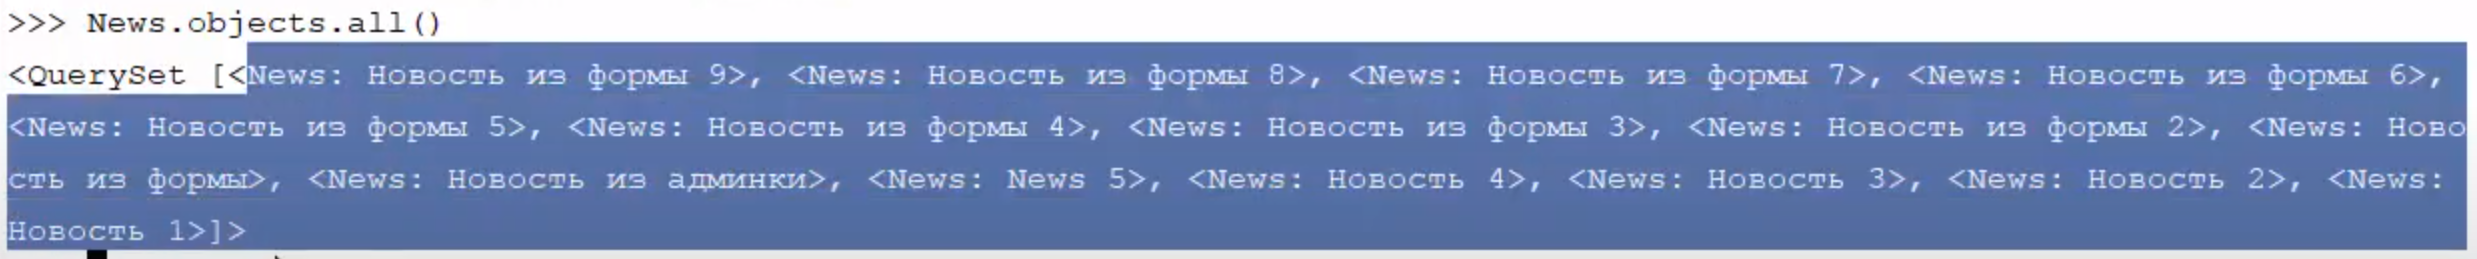 >>> News.objects.all()
<QuerySet [<News: Новость из формы 9>, <News: Новость из формы 8>, <News: Новость из формы 7>, <News: Новость из формы 6>,
<News: Новость из формы 5>, <News: Новость из формы 4>, <News: Новость из формы 3>, <News: Новость из формы 2>, <News: Ново
сть из формы>, <News: Новость из админки>, <News: News 5>, <News: Новость 4>, <News: Новость 3>, <News: Новость 2>, <News:
Новость 1>]>